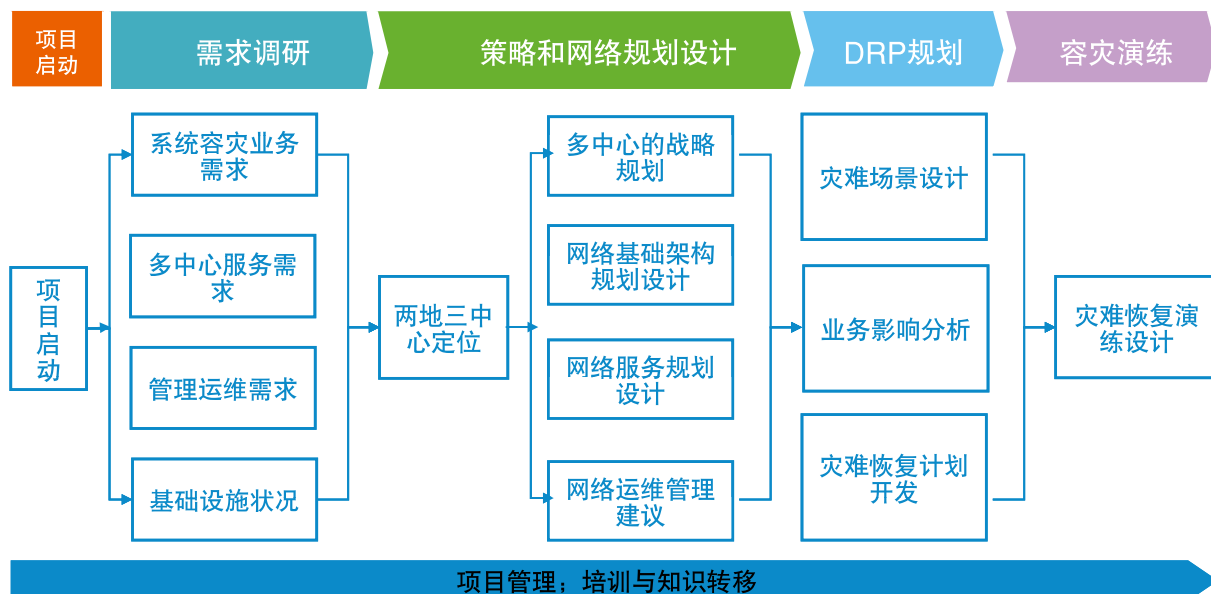 项目
启动
需求调研
策略和网络规划设计
DRP规划
容灾演练
系统容灾业务
需求
多中心服务需
求
管理运维需求
基础设施状况
项
目
启
动
两地三中
心定位
多中心的战略
规划
网络基础架构
规划设计
网络服务规划
设计
网络运维管理
建议
灾难场景设计
业务影响分析
灾难恢复计划
开发
灾难恢复演
练设计
项目管理；培训与知识转移